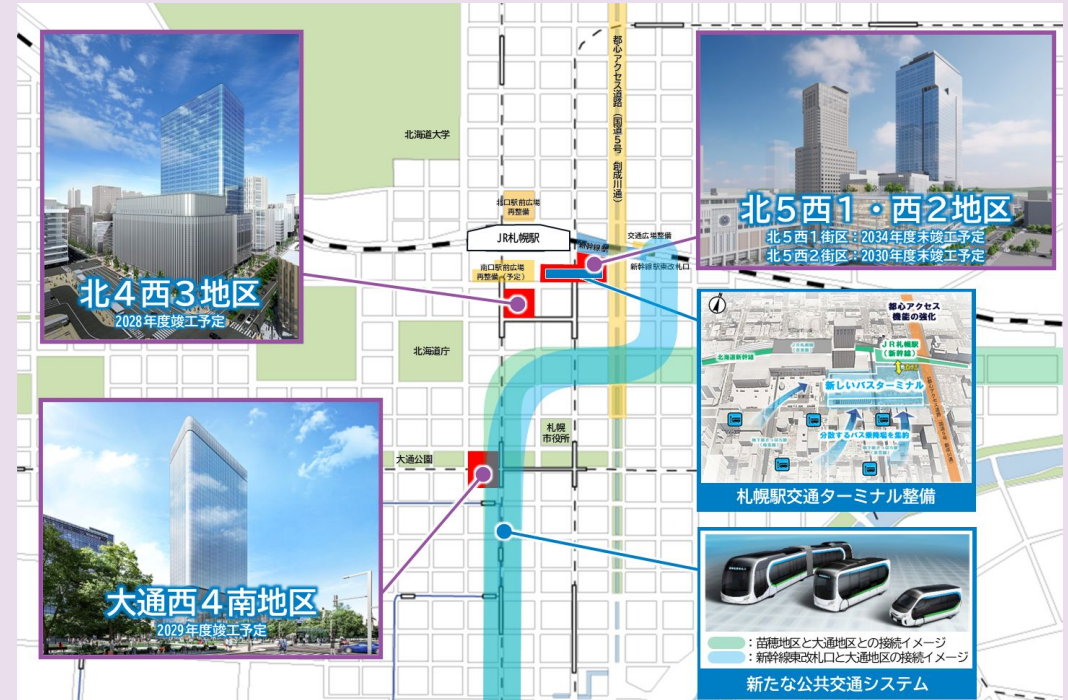 北4西3地区
2028年度竣工予定
大通西4南地区
2029年度竣工予定
北海道大学
北口駅前広場
再整備
JR札幌駅
南口駅前広場
再整備(予定)
北海道庁
札幌
市役所
大通公園
都心アクセス道路(国道5号 創成川通)
交通広場整備
新幹線駅
新幹線駅東改札口
北5西1・西2地区
北5西1街区:2034年度末竣工予定
北5西2街区:2030年度末竣工予定
都心アクセス
機能の強化
JR札幌駅
(在来線)
JR札幌駅
(新幹線)
北海道新幹線
新しいバスターミナル
分散するバス乗降場を集約
札幌駅交通ターミナル整備
:苗穂地区と大通地区との接続イメージ
:新幹線東改札口と大通地区の接続イメージ
新たな公共交通システム